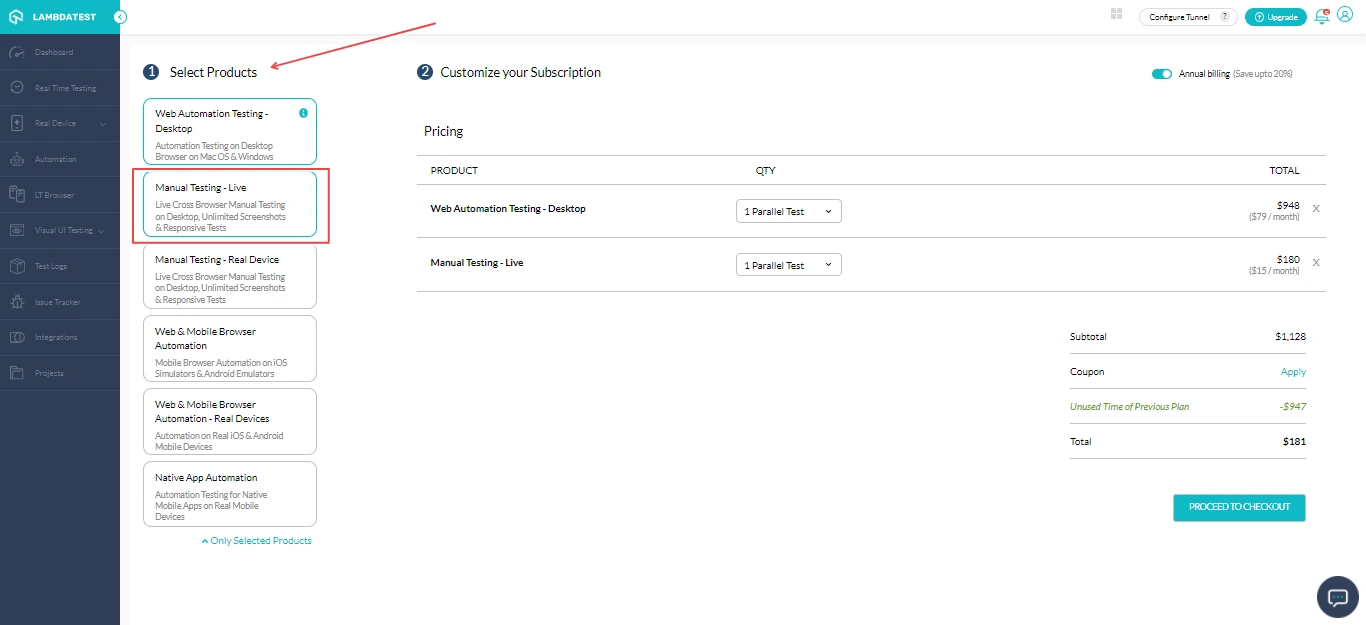 LAMBDATEST
Configure Tunnel ?
Upgrade
Dashboard
Real Time Testing
Real Device
Automation
LT Browser
Visual UI Testing
Test Logs
Issue Tracker
Integrations
Projects
1 Select Products
Web Automation Testing -
Desktop
Automation Testing on Desktop
Browser on Mac OS & Windows
Manual Testing - Live
Live Cross Browser Manual Testing
on Desktop, Unlimited Screenshots
& Responsive Tests
Manual Testing - Real Device
Live Cross Browser Manual Testing
on Desktop, Unlimited Screenshots
& Responsive Tests
Web & Mobile Browser
Automation
Mobile Browser Automation on iOS
Simulators & Android Emulators
Web & Mobile Browser
Automation - Real Devices
Automation on Real iOS & Android
Mobile Devices
Native App Automation
Automation Testing for Native
Mobile Apps on Real Mobile
Devices
Only Selected Products
2 Customize your Subscription
Annual billing (Save upto 20%)
Pricing
PRODUCT QTY TOTAL
Web Automation Testing - Desktop 1 Parallel Test $948 X
($79 / month)
Manual Testing - Live 1 Parallel Test $180 X
($15 / month)
Subtotal $1,128
Coupon Apply
Unused Time of Previous Plan -$947
Total $181
PROCEED TO CHECKOUT